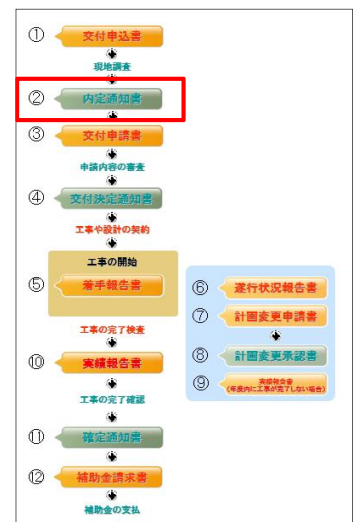 ① 交付申込書
現地調査
② 内定通知書
③ 交付申請書
申請内容の審査
④ 交付決定通知書
工事や設計の契約
工事の開始
⑤ 着手報告書
工事の完了検査
⑩ 実績報告書
工事の完了確認
⑪ 確定通知書
⑫ 補助金請求書
補助金の支払
⑥ 遂行状況報告書
⑦ 計画変更申請書
⑧ 計画変更承認書
⑨ 実績報告書
(年度内に工事が完了しない場合)